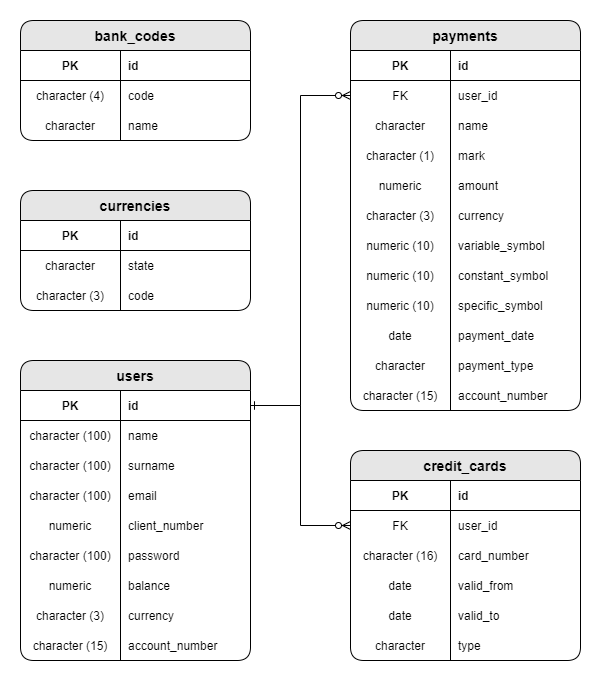 bank_codes
PK id
character (4) code
character name
currencies
PK id
character state
character (3) code
users
PK id
character (100) name
character (100) surname
character (100) email
numeric client_number
character (100) password
numeric balance
character (3) currency
character (15) account_number
payments
PK id
FK user_id
character name
character (1) mark
numeric amount
character (3) currency
numeric (10) variable_symbol
numeric (10) constant_symbol
numeric (10) specific_symbol
date payment_date
character payment_type
character (15) account_number
credit_cards
PK id
FK user_id
character (16) card_number
date valid_from
date valid_to
character type